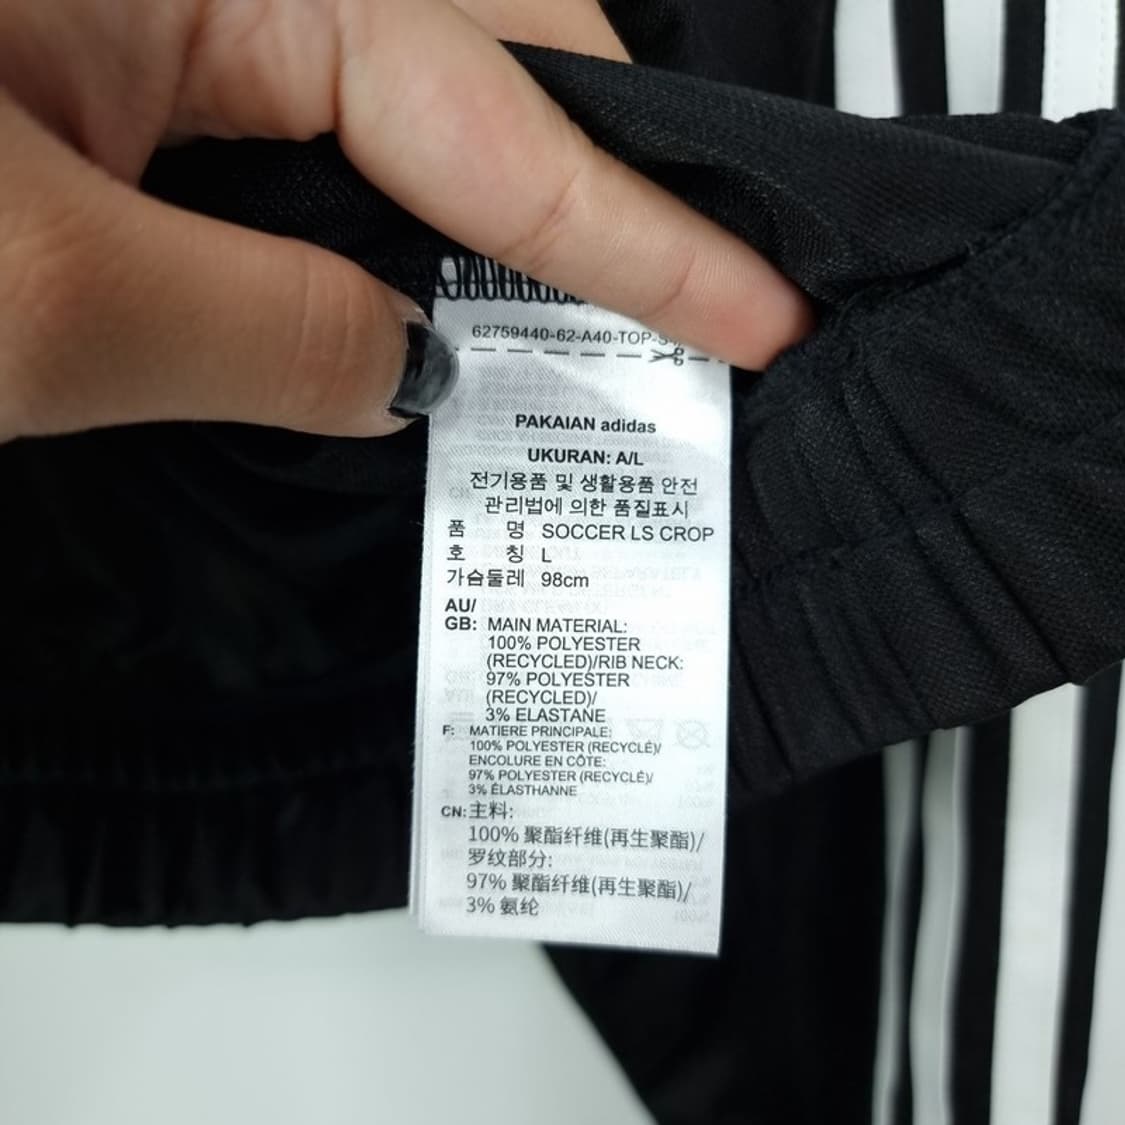 62759440-62-A40-TOP-S
PAKAIAN adidas
UKURAN: A/L
전기용품 및 생활용품 안전
관리법에 의한 품질표시
품 명 SOCCER LS CROP
호 칭 L
가슴둘레 98cm
AU/
GB: MAIN MATERIAL:
100% POLYESTER
(RECYCLED)/RIB NECK:
97% POLYESTER
(RECYCLED)/
3% ELASTANE
F: MATIERE PRINCIPALE:
100% POLYESTER (RECYCLÉ)/
ENCOLURE EN CÔTE:
97% POLYESTER (RECYCLÉ)/
3% ÉLASTHANNE
CN: 主料:
100% 聚酯纤维(再生聚酯)/
罗纹部分:
97% 聚酯纤维(再生聚酯)/
3% 氨纶